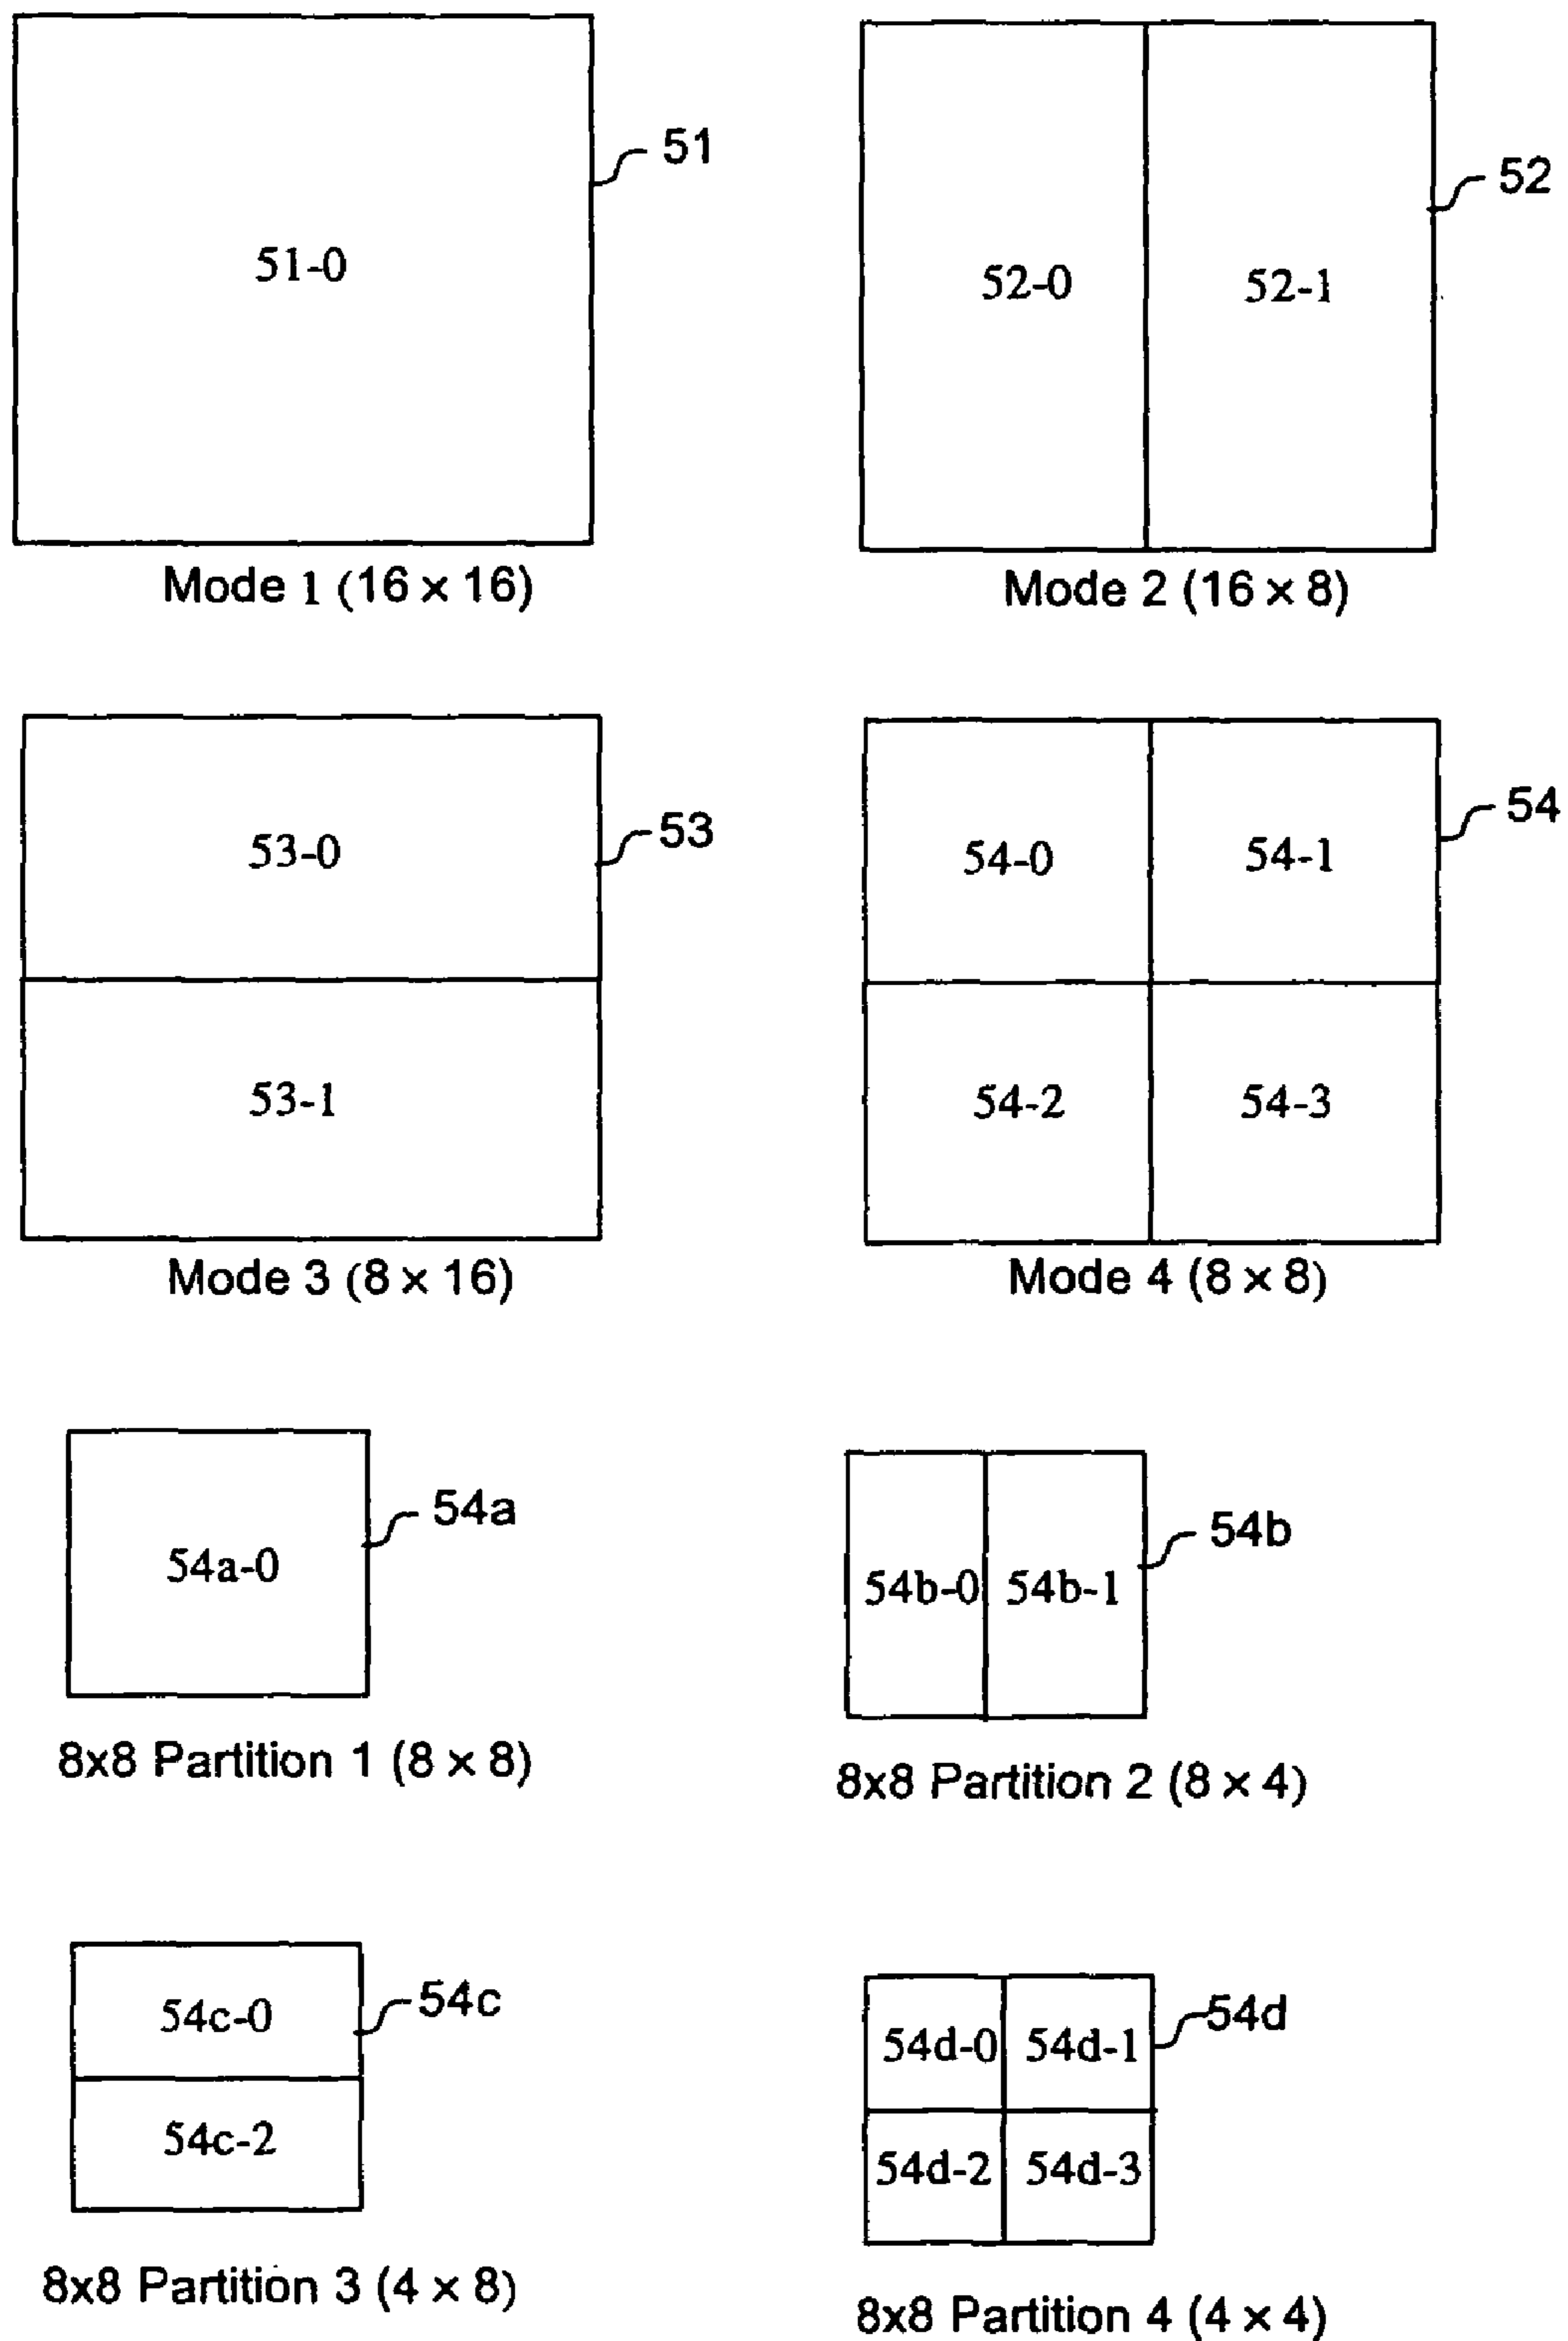 51
51-0
Mode 1 (16 × 16)
52
52-0 52-1
Mode 2 (16 × 8)
53
53-0
53-1
Mode 3 (8 × 16)
54
54-0 54-1
54-2 54-3
Mode 4 (8 × 8)
54a
54a-0
8x8 Partition 1 (8 × 8)
54b
54b-0 54b-1
8x8 Partition 2 (8 × 4)
54c
54c-0
54c-2
8x8 Partition 3 (4 × 8)
54d
54d-0 54d-1
54d-2 54d-3
8x8 Partition 4 (4 × 4)